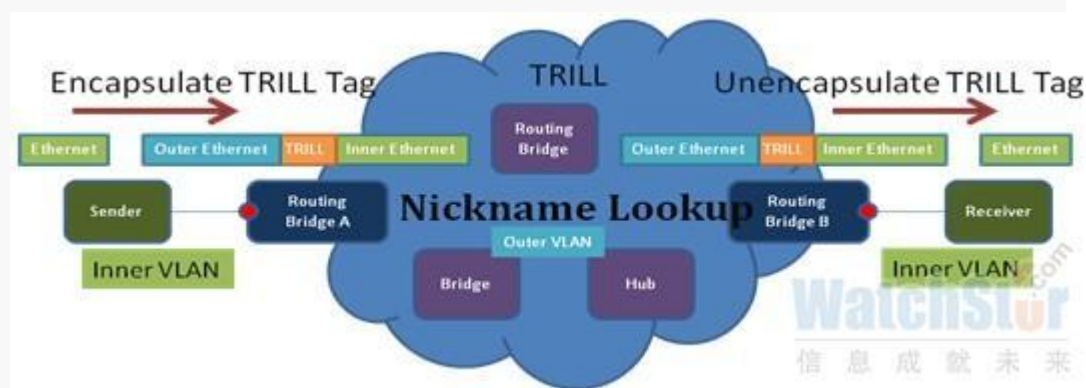 Encapsulate TRILL Tag
TRILL
Unencapsulate TRILL Tag
Ethernet
Outer Ethernet
TRILL
Inner Ethernet
Routing
Bridge
Outer Ethernet
TRILL
Inner Ethernet
Ethernet
Sender
Routing
Bridge A
Nickname Lookup
Routing
Bridge B
Receiver
Outer VLAN
Inner VLAN
Bridge
Hub
Inner VLAN
WatchStor.com
信息成就未来